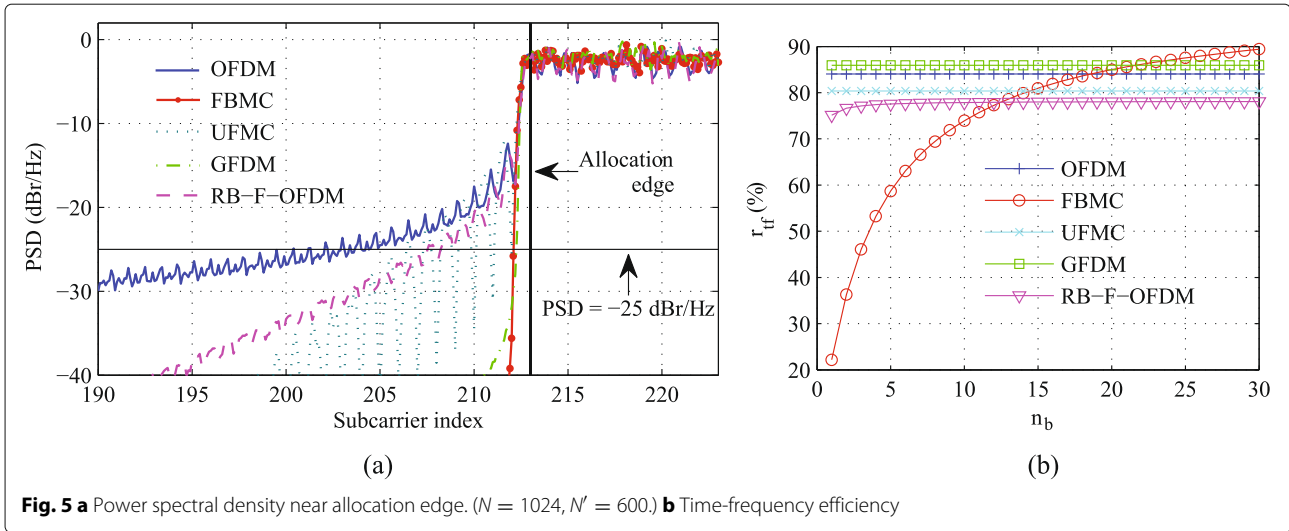 0
−10
−20
−30
−40
PSD (dBr/Hz)
OFDM
FBMC
UFMC
GFDM
RB−F−OFDM
Allocation
edge
PSD = −25 dBr/Hz
190 195 200 205 210 215 220
Subcarrier index
(a)
90
80
70
60
50
40
90
20
r_tf (%)
OFDM
FBMC
UFMC
GFDM
RB−F−OFDM
0 5 10 15 20 25 30
n_b
(b)
Fig. 5 a Power spectral density near allocation edge. (N = 1024, N′ = 600.) b Time-frequency efficiency